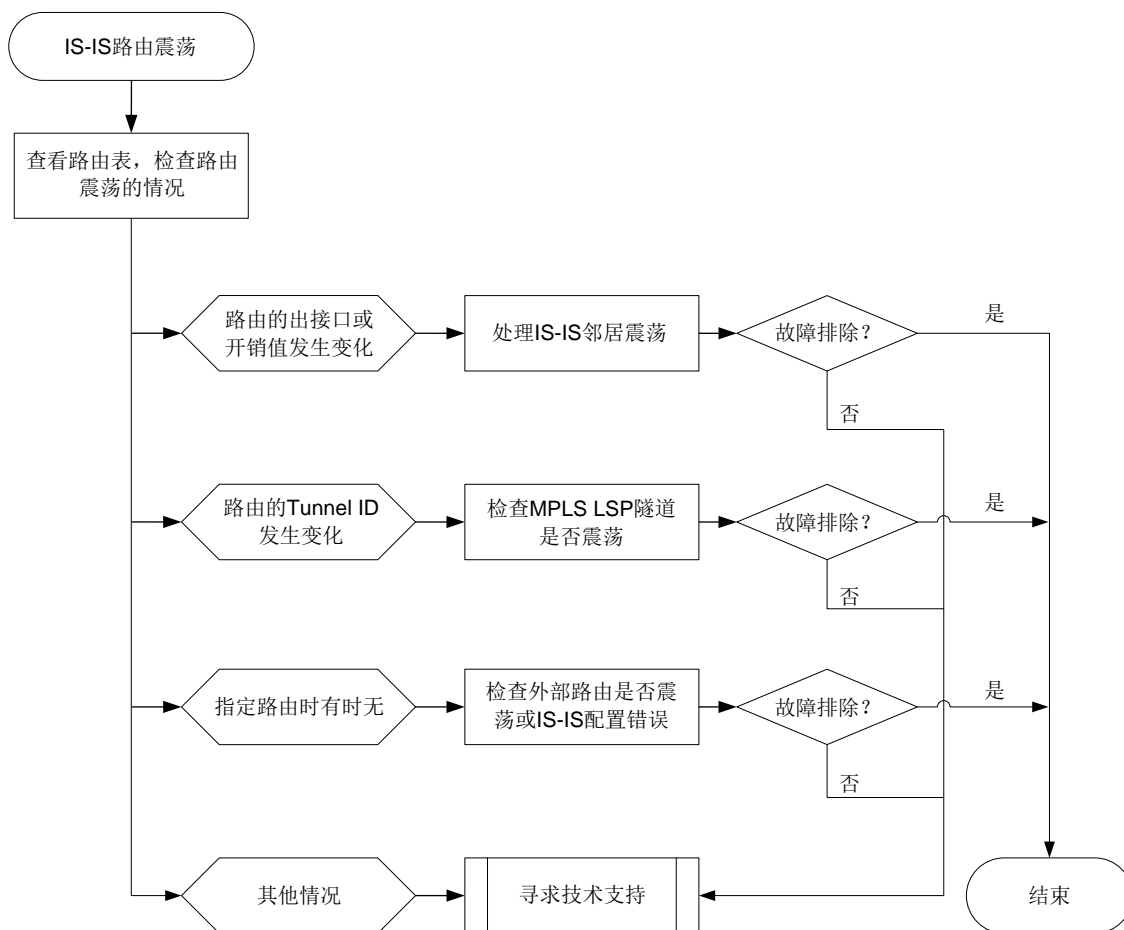 IS-IS路由震荡
查看路由表，检查路由
震荡的情况
路由的出接口或
开销值发生变化
处理IS-IS邻居震荡
故障排除？
是
否
路由的Tunnel ID
发生变化
检查MPLS LSP隧道
是否震荡
故障排除？
是
否
指定路由时有时无
检查外部路由是否震
荡或IS-IS配置错误
故障排除？
是
否
其他情况
寻求技术支持
结束